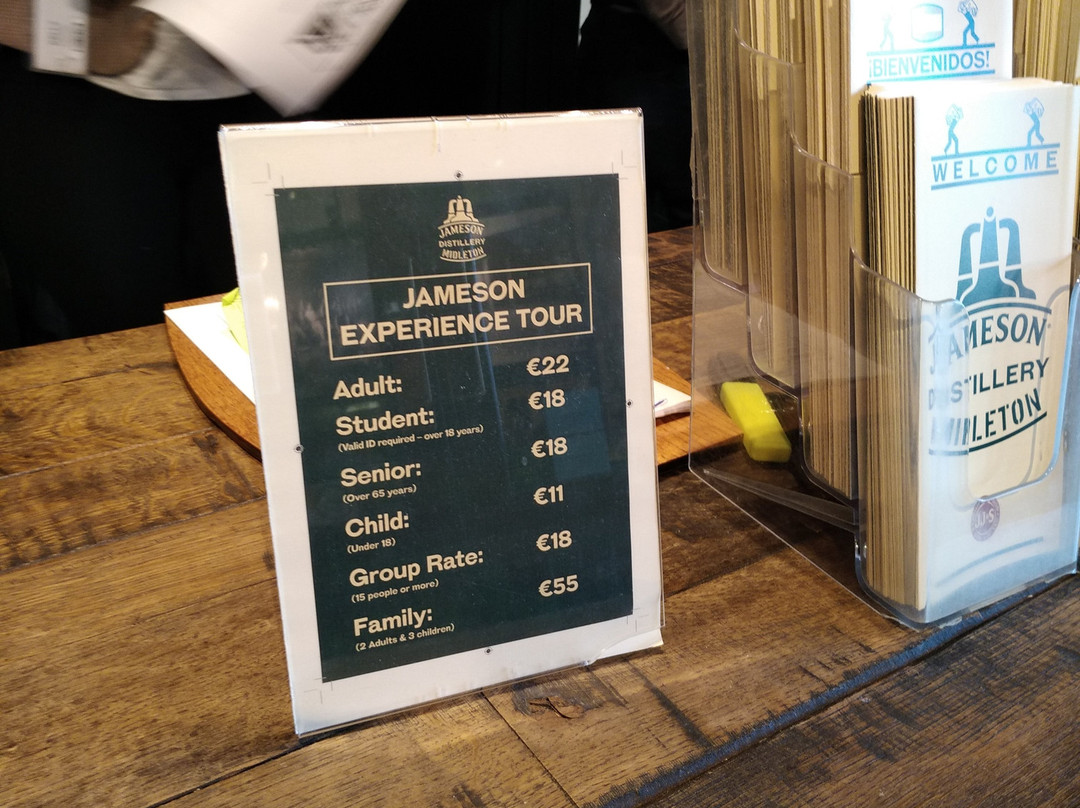 JAMESON
DISTILLERY
MIDLETON
JAMESON
EXPERIENCE TOUR
Adult: €22
Student: €18
(Valid ID required – over 18 years)
Senior: €18
(Over 65 years)
Child: €11
(Under 18)
Group Rate: €18
(15 people or more)
Family: €55
(2 Adults & 3 children)
¡BIENVENIDOS!
WELCOME
JAMESON
DISTILLERY
MIDLETON
JJ&S